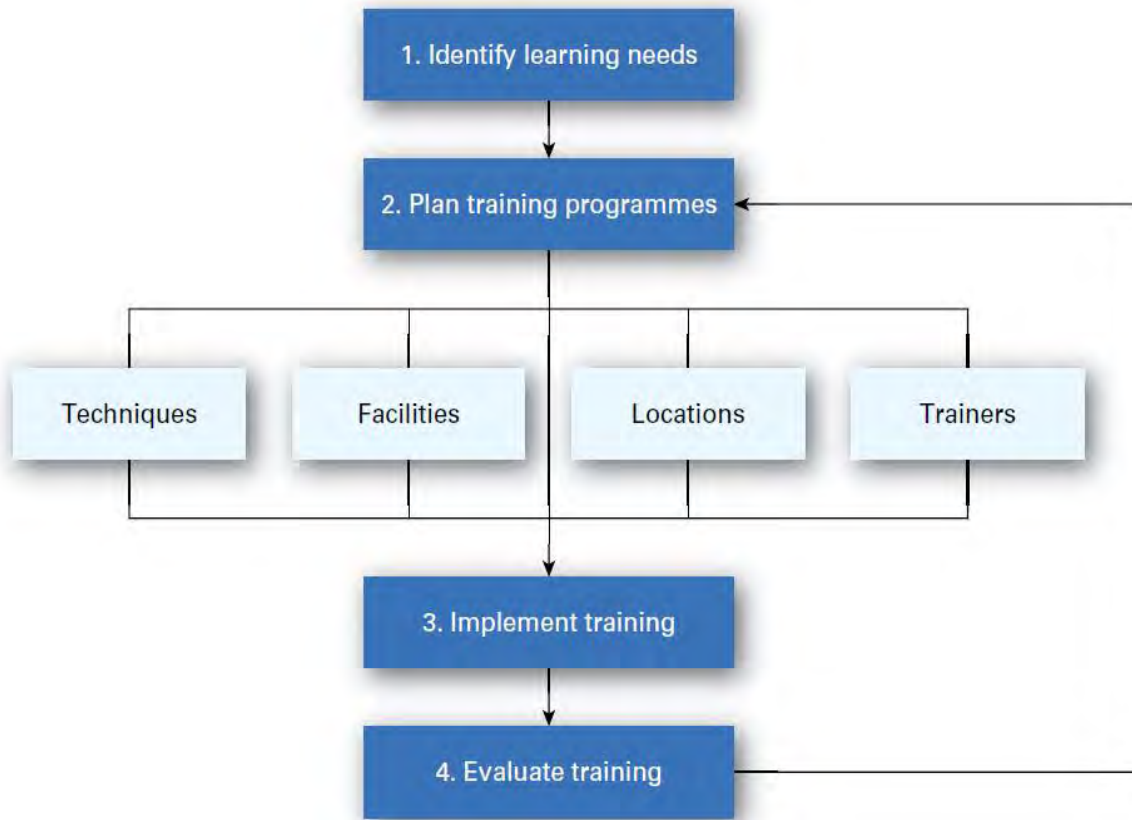 1. Identify learning needs
2. Plan training programmes
Techniques
Facilities
Locations
Trainers
3. Implement training
4. Evaluate training